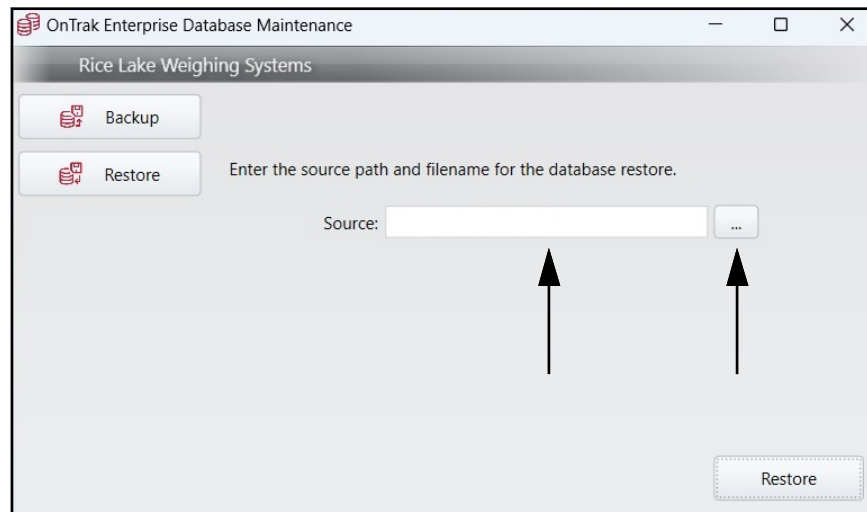 OnTrak Enterprise Database Maintenance
Rice Lake Weighing Systems
Backup
Restore
Enter the source path and filename for the database restore.
Source:
...
Restore